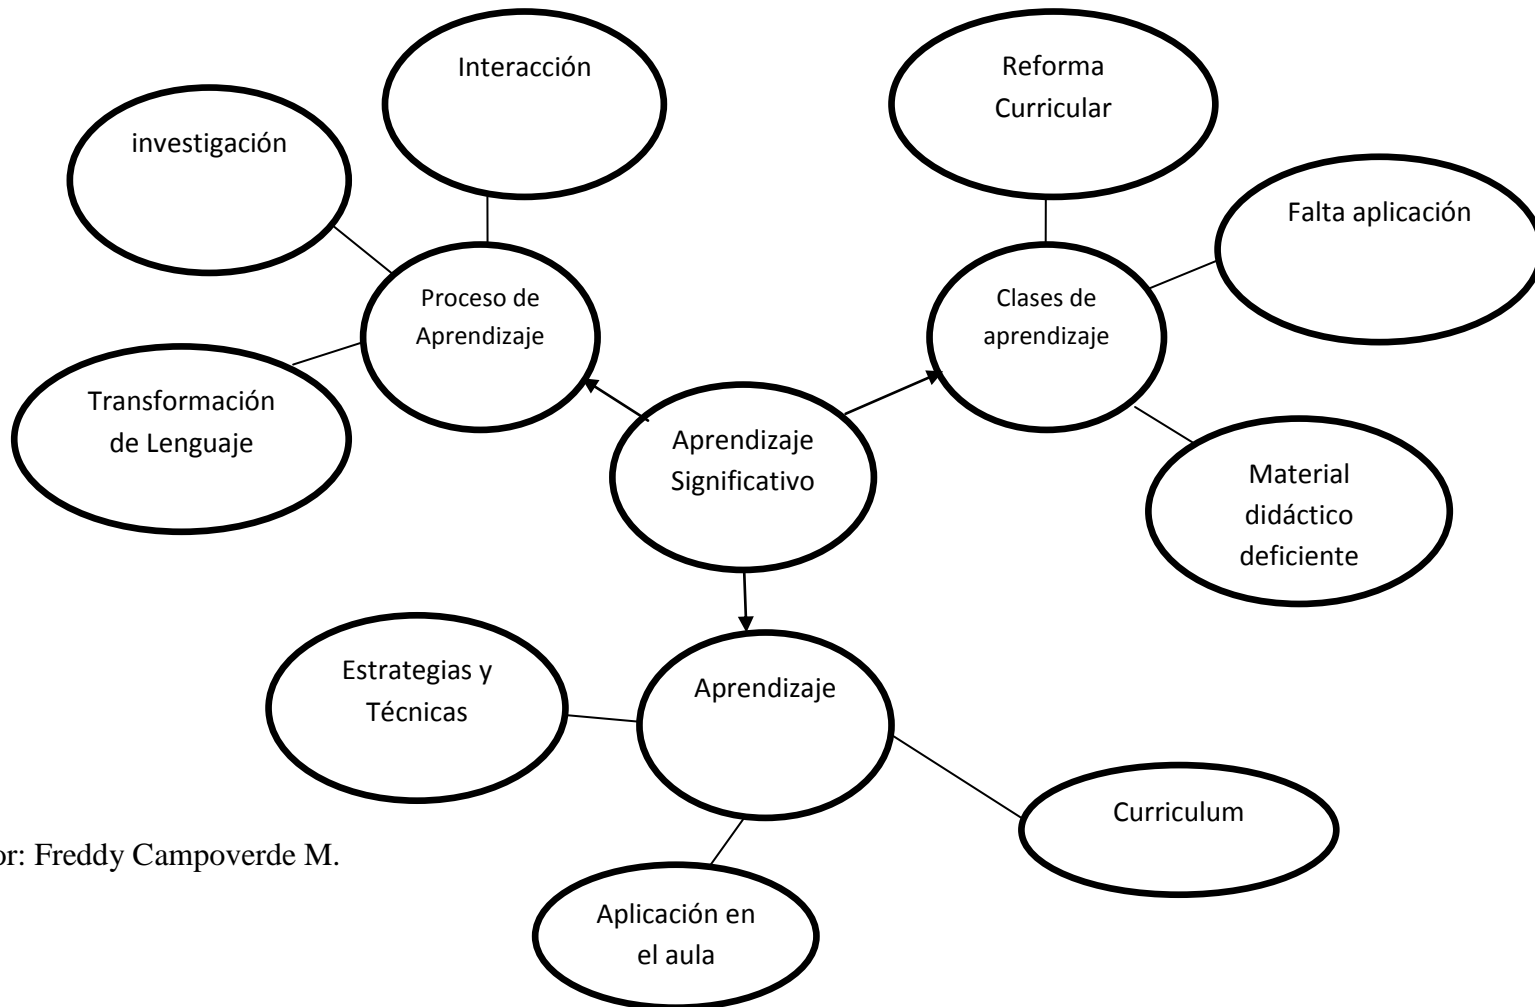 Interacción
Reforma
Curricular
investigación
Falta aplicación
Proceso de
Aprendizaje
Clases de
aprendizaje
Transformación
de Lenguaje
Aprendizaje
Significativo
Material
didáctico
deficiente
Estrategias y
Técnicas
Aprendizaje
Curriculum
or: Freddy Campoverde M.
Aplicación en
el aula